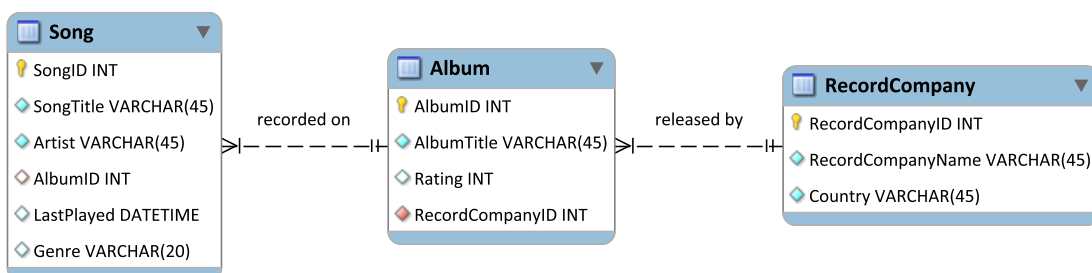 Song
SongID INT
SongTitle VARCHAR(45)
Artist VARCHAR(45)
AlbumID INT
LastPlayed DATETIME
Genre VARCHAR(20)
recorded on
Album
AlbumID INT
AlbumTitle VARCHAR(45)
Rating INT
RecordCompanyID INT
released by
RecordCompany
RecordCompanyID INT
RecordCompanyName VARCHAR(45)
Country VARCHAR(45)